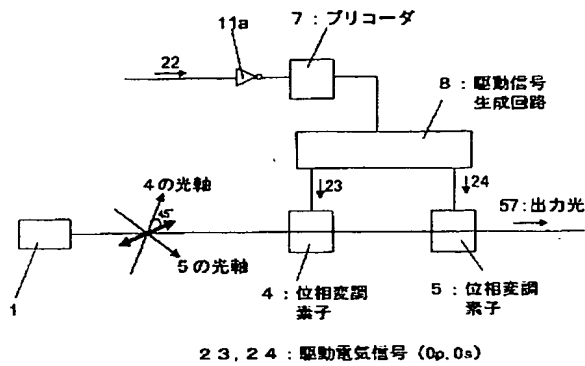 11a
7：プリコーダ
22
8：駆動信号
生成回路
23
24
4の光軸
45
57：出力光
5の光軸
1
4：位相変調
素子
5：位相変調
素子
23,24：駆動電気信号（Op,Os）